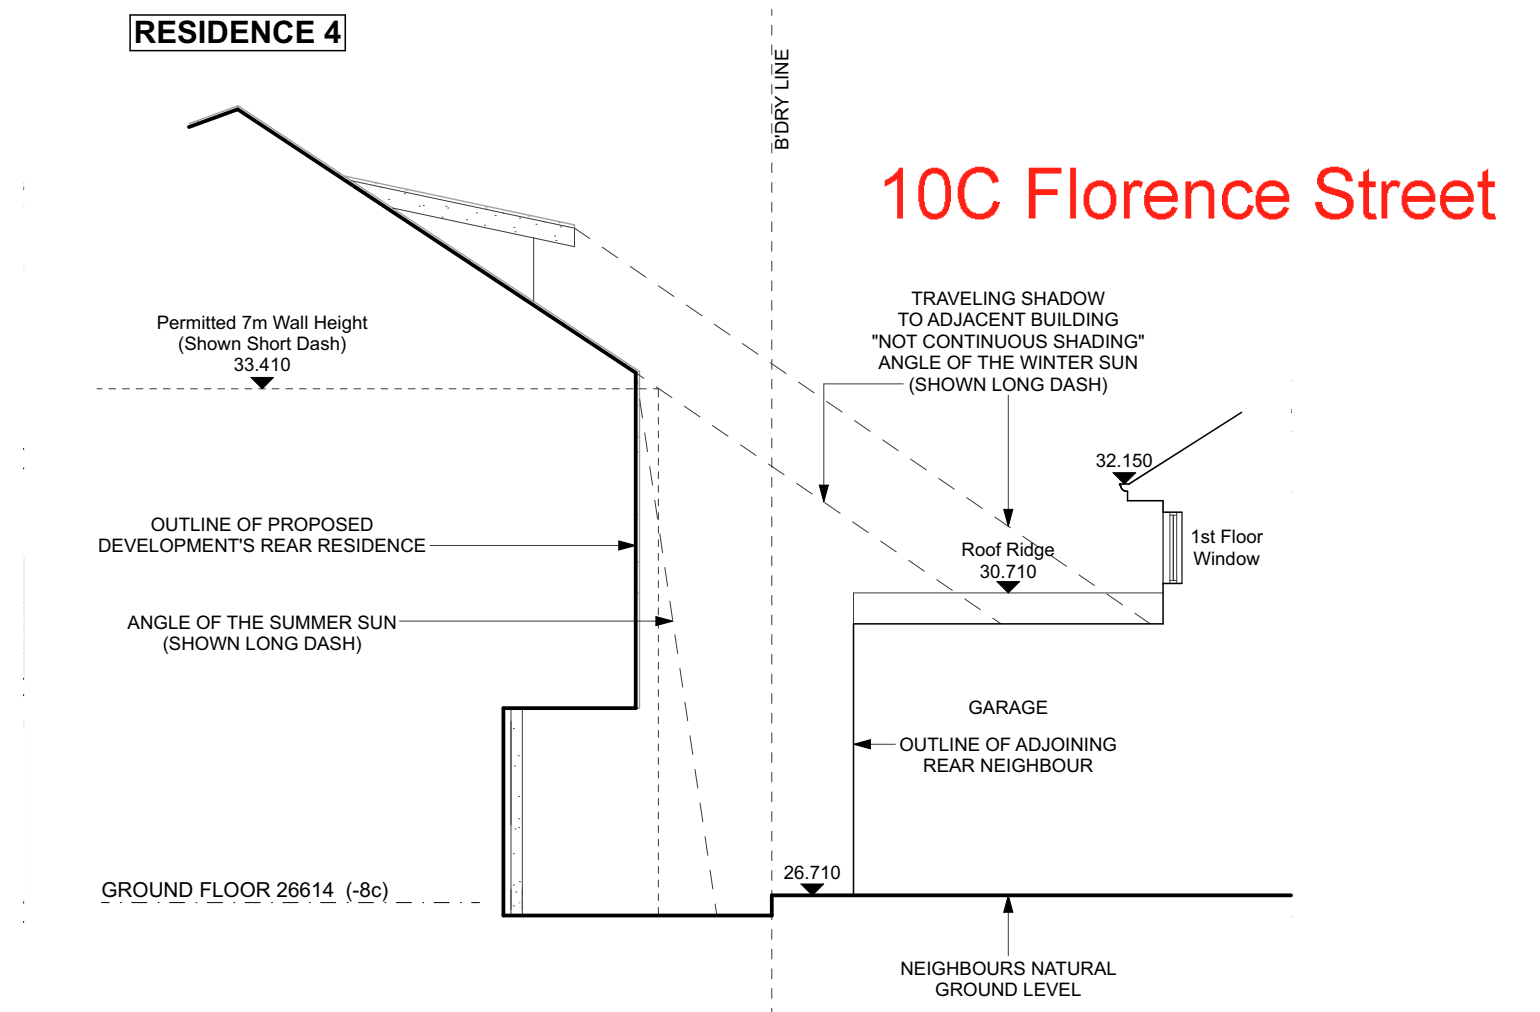 RESIDENCE 4
B'DRY LINE
10C Florence Street
TRAVELING SHADOW
TO ADJACENT BUILDING
"NOT CONTINUOUS SHADING"
ANGLE OF THE WINTER SUN
(SHOWN LONG DASH)
Permitted 7m Wall Height
(Shown Short Dash)
33.410
32.150
OUTLINE OF PROPOSED
DEVELOPMENT'S REAR RESIDENCE
1st Floor
Window
Roof Ridge
30.710
ANGLE OF THE SUMMER SUN
(SHOWN LONG DASH)
GARAGE
OUTLINE OF ADJOINING
REAR NEIGHBOUR
26.710
GROUND FLOOR 26614 (-8c)
NEIGHBOURS NATURAL
GROUND LEVEL